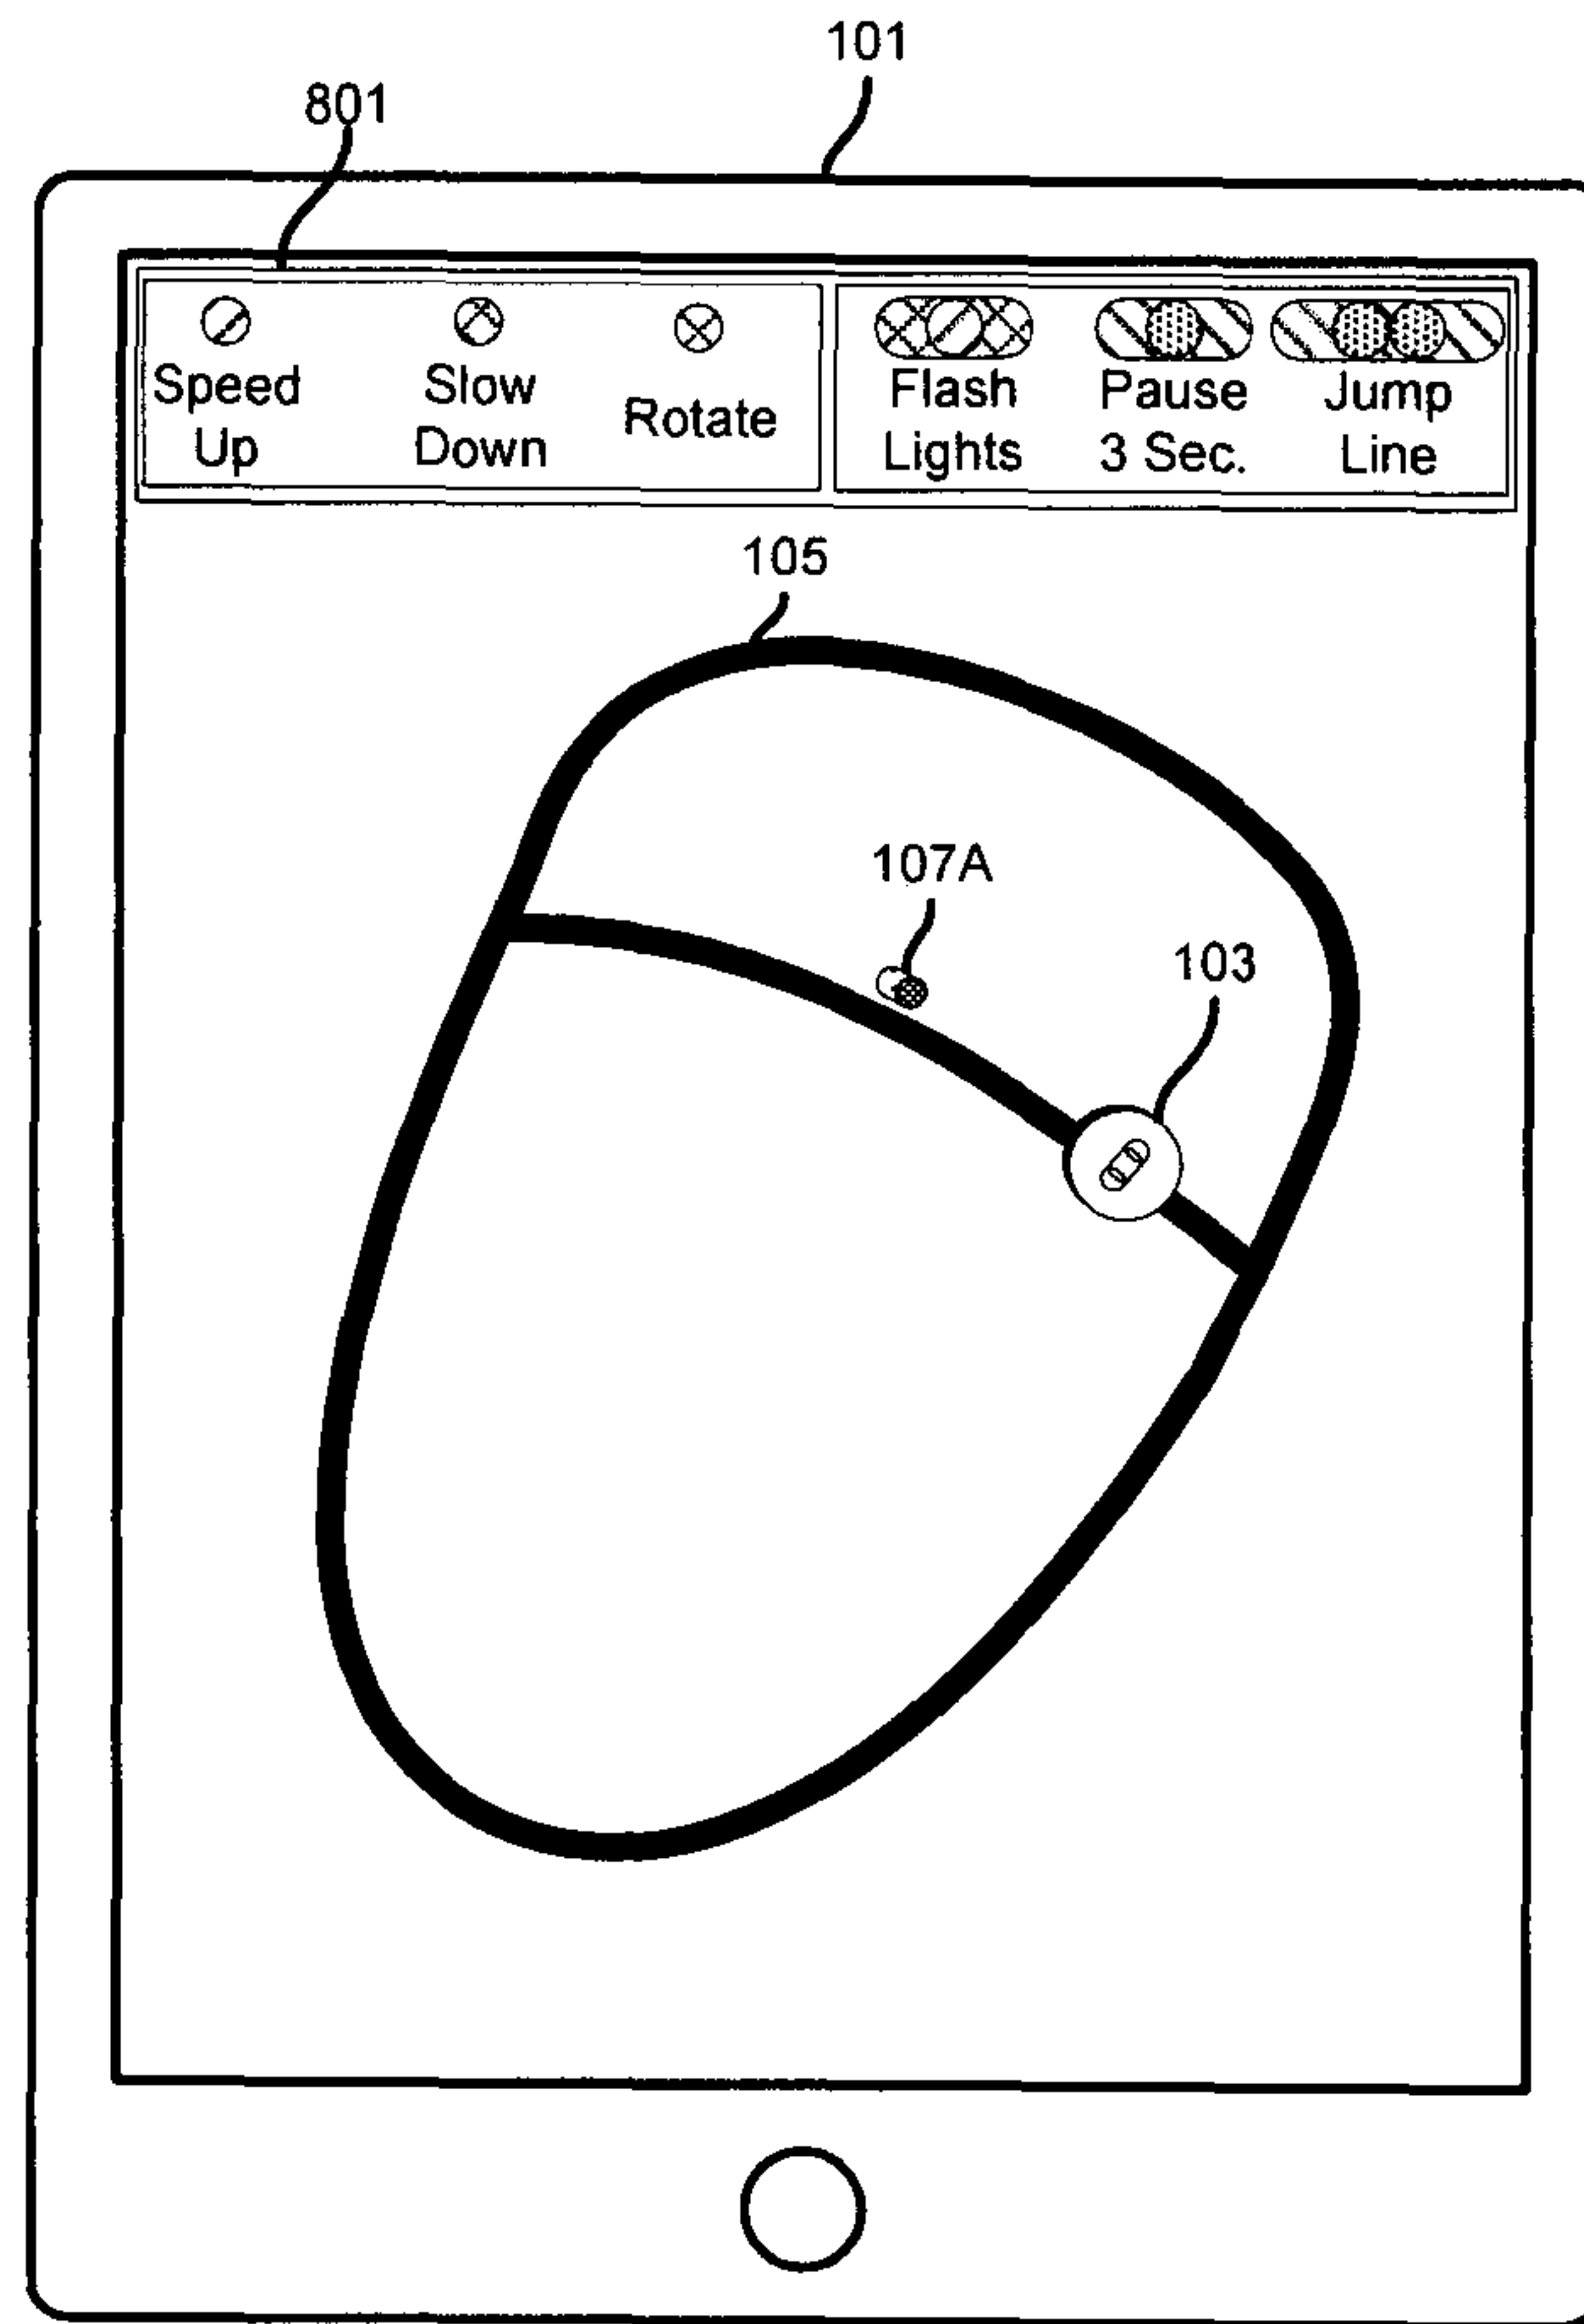 101
801
Speed
Up
Slow
Down
Rotate
Flash
Lights
Pause
3 Sec.
Jump
Line
105
107A
103